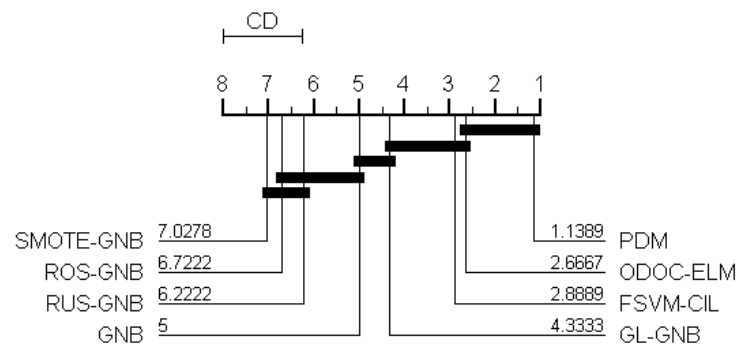 CD
8 7 6 5 4 3 2 1
SMOTE-GNB 7.0278 1.1389 PDM
ROS-GNB 6.7222 2.6667 ODOC-ELM
RUS-GNB 6.2222 2.8889 FSVM-CIL
GNB 5 4.3333 GL-GNB